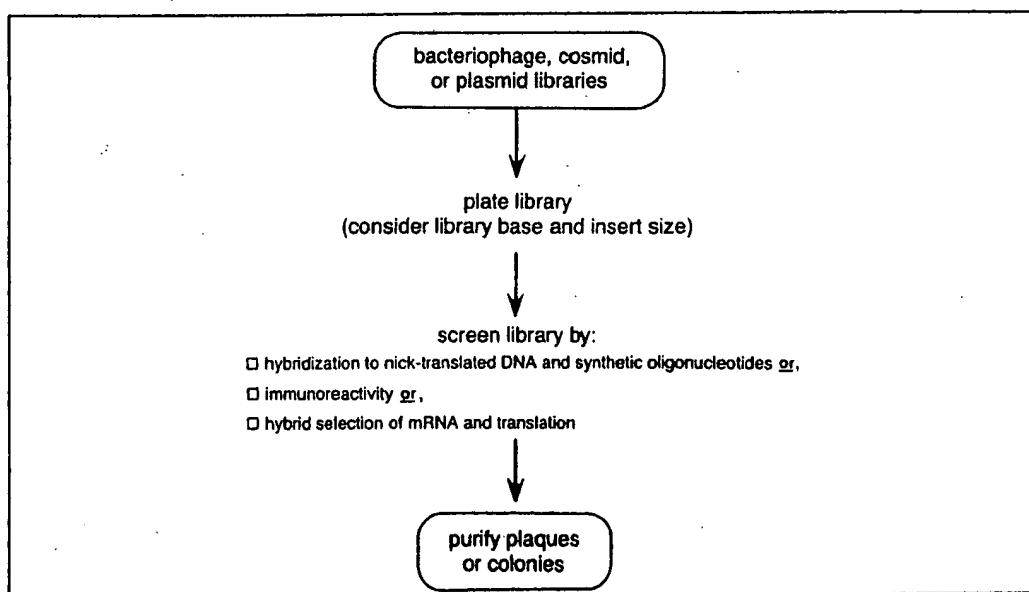 bacteriophage, cosmid,
or plasmid libraries
plate library
(consider library base and insert size)
screen library by:
□ hybridization to nick-translated DNA and synthetic oligonucleotides or,
□ immunoreactivity or,
□ hybrid selection of mRNA and translation
purify plaques
or colonies